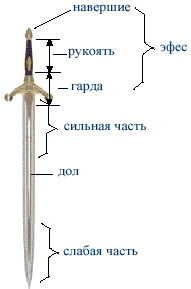 навершие
рукоять
эфес
гарда
сильная часть
дол
слабая часть